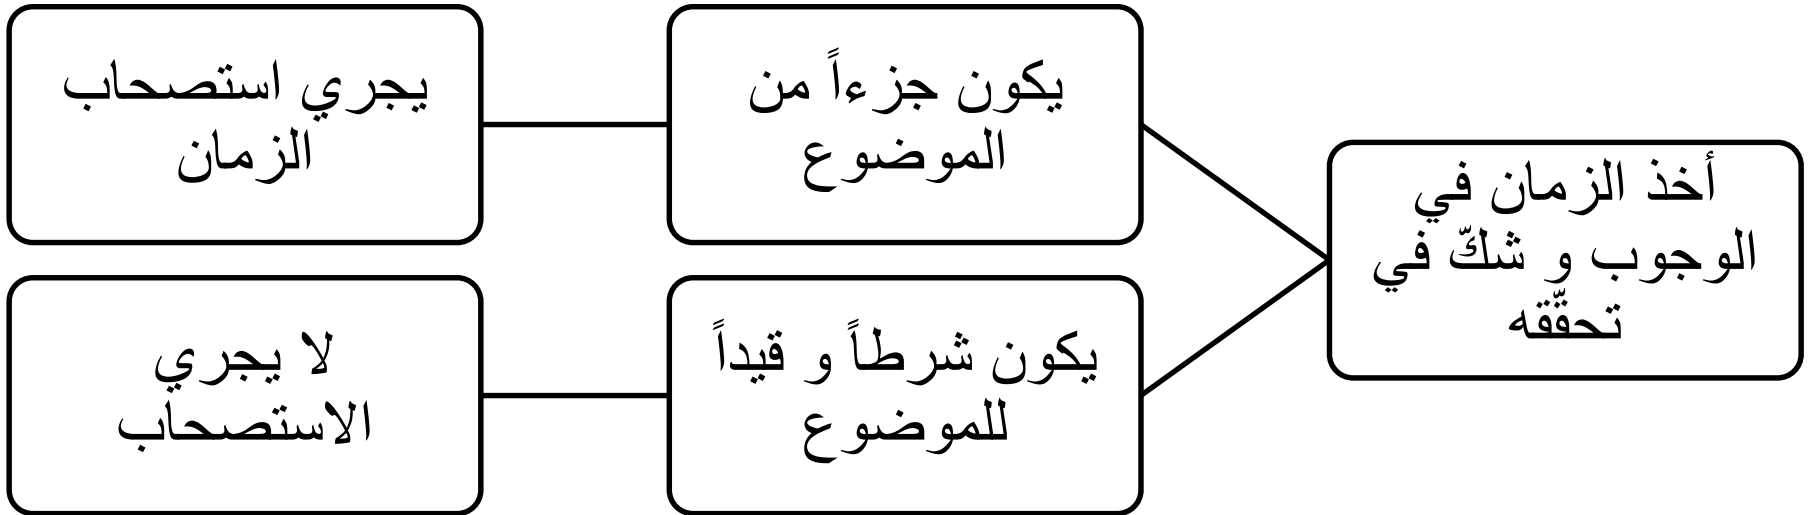 أخذ الزمان في
الوجوب و شكّ في
تحقّقه
يكون جزءاً من
الموضوع
يجري استصحاب
الزمان
يكون شرطاً و قيداً
للموضوع
لا يجري
الاستصحاب